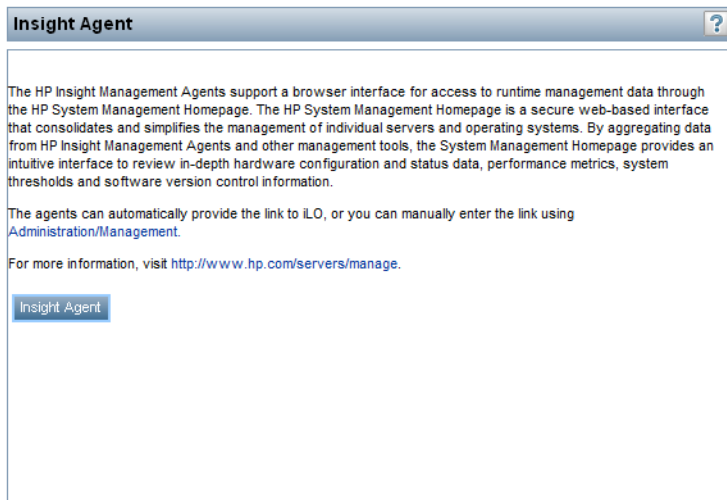 Insight Agent
?
The HP Insight Management Agents support a browser interface for access to runtime management data through
the HP System Management Homepage. The HP System Management Homepage is a secure web-based interface
that consolidates and simplifies the management of individual servers and operating systems. By aggregating data
from HP Insight Management Agents and other management tools, the System Management Homepage provides an
intuitive interface to review in-depth hardware configuration and status data, performance metrics, system
thresholds and software version control information.
The agents can automatically provide the link to iLO, or you can manually enter the link using
Administration/Management.
For more information, visit http://www.hp.com/servers/manage.
Insight Agent